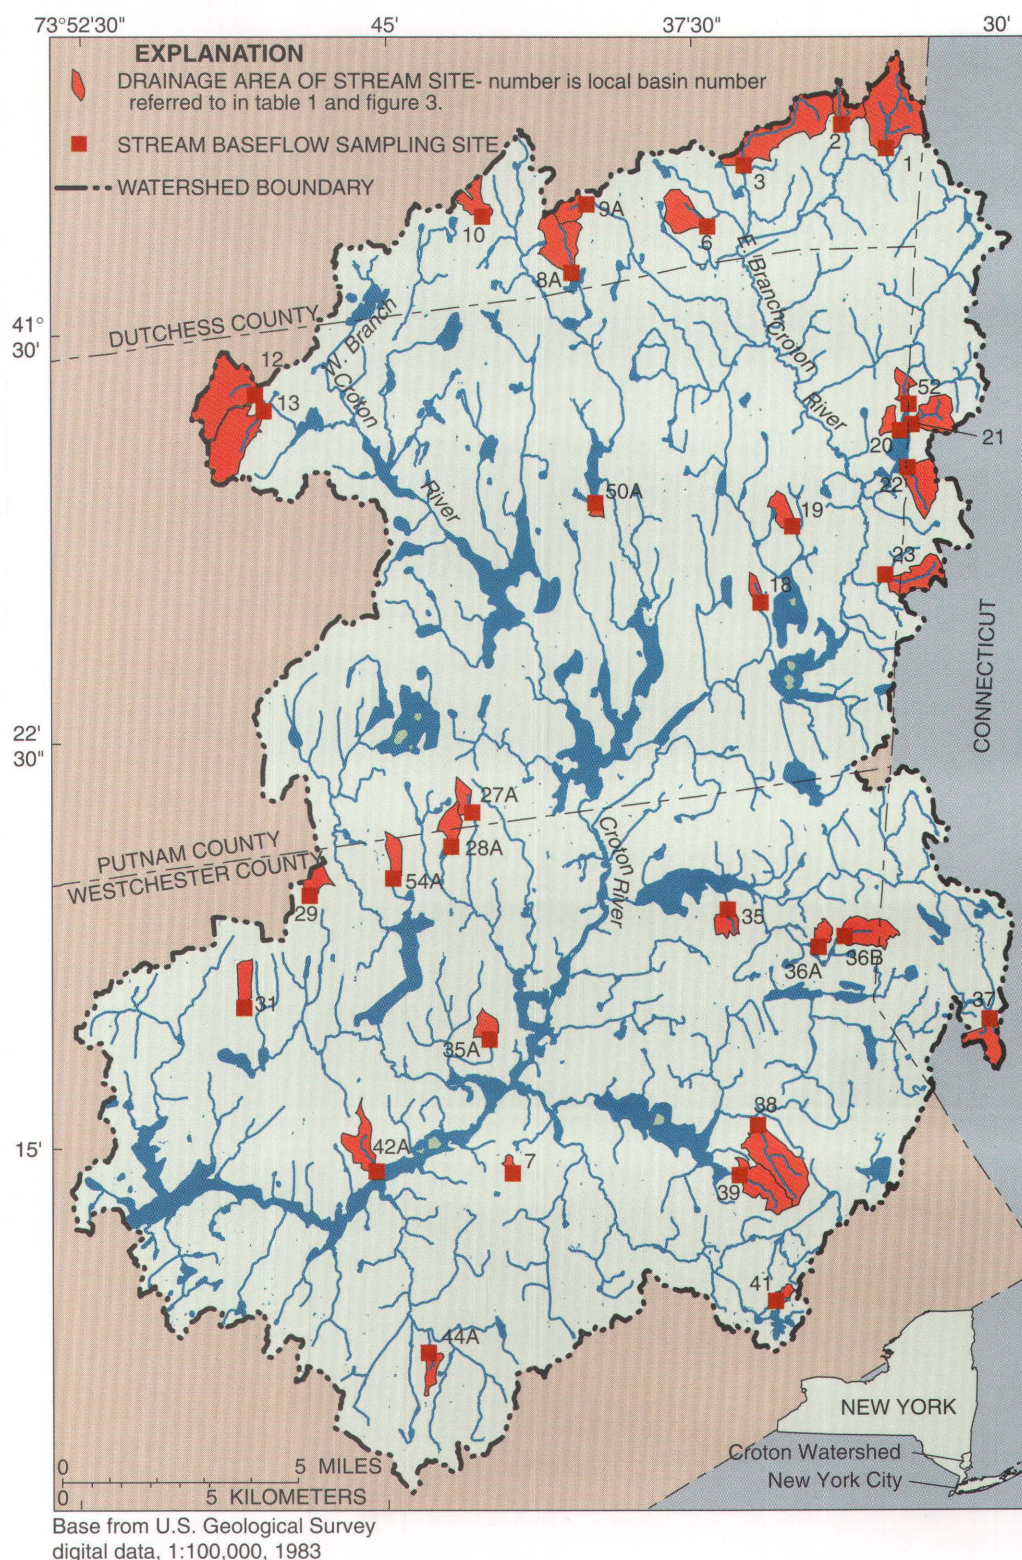 73°52'30"
45'
37'30"
30'
EXPLANATION
DRAINAGE AREA OF STREAM SITE- number is local basin number
referred to in table 1 and figure 3.
STREAM BASEFLOW SAMPLING SITE
WATERSHED BOUNDARY
2
1
3
9A
10
6
8A
E. Branch
Croton
River
DUTCHESS COUNTY
41°
30'
W. Branch
Croton
River
12
13
52
20
21
22
50A
19
23
18
CONNECTICUT
22'
30"
27A
28A
PUTNAM COUNTY
WESTCHESTER COUNTY
54A
29
Croton
River
35
36A
36B
37
31
35A
38
15'
42A
7
39
41
44A
NEW YORK
Croton Watershed
New York City
0
5 MILES
0
5 KILOMETERS
Base from U.S. Geological Survey
digital data, 1:100,000, 1983